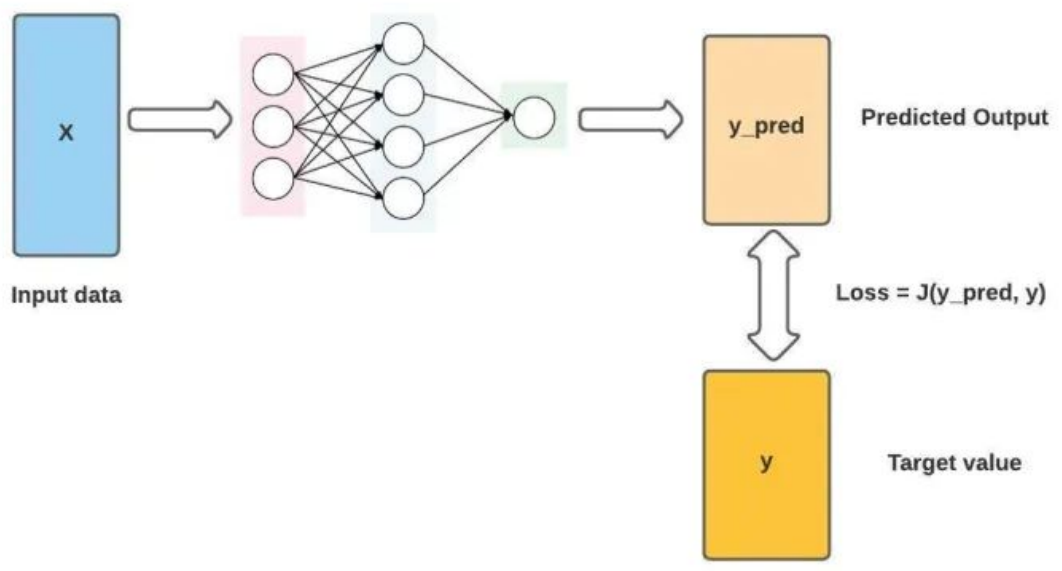 X
Input data
y_pred
Predicted Output
Loss = J(y_pred, y)
y
Target value